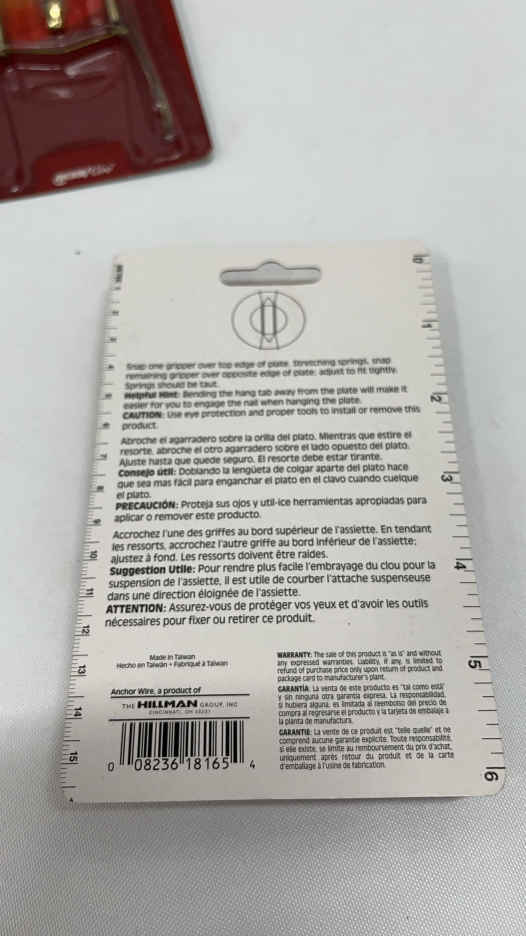 Snap one gripper over top edge of plate. Stretching springs, snap
remaining gripper over opposite edge of plate; adjust to fit tightly.
Springs should be taut.
Helpful Hint: Bending the hang tab away from the plate will make it
easier for you to engage the nail when hanging the plate.
CAUTION: Use eye protection and proper tools to install or remove this
product.
Abroche el agarradero sobre la orilla del plato. Mientras que estire el
resorte, abroche el otro agarradero sobre el lado opuesto del plato.
Ajuste hasta que quede seguro. El resorte debe estar tirante.
Consejo útil: Doblando la lengüeta de colgar aparte del plato hace
que sea mas fácil para enganchar el plato en el clavo cuando cuelque
el plato.
PRECAUCIÓN: Proteja sus ojos y util-ice herramientas apropladas para
aplicar o remover este producto.
Accrochez l'une des griffes au bord supérieur de l'assiette. En tendant
les ressorts, accrochez l'autre griffe au bord inférieur de l'assiette;
ajustez à fond. Les ressorts doivent être raides.
Suggestion Utile: Pour rendre plus facile l'embrayage du clou pour la
suspension de l'assiette, il est utile de courber l'attache suspenseuse
dans une direction éloignée de l'assiette.
ATTENTION: Assurez-vous de protéger vos yeux et d'avoir les outils
nécessaires pour fixer ou retirer ce produit.
Made in Taiwan
Hecho en Taiwán • Fabriqué à Taïwan
Anchor Wire, a product of
THE HILLMAN GROUP, INC
CINCINNATI, OH 45231
0 08236 18165 4
WARRANTY: The sale of this product is "as is" and without
any expressed warranties. Liability, if any, is limited to
refund of purchase price only upon return of product and
package card to manufacturer's plant.
GARANTÍA: La venta de este producto es "tal como está"
y sin ninguna otra garantía expresa. La responsabilidad,
si hubiera alguna, es limitada al reembolso del precio de
compra al regresarse el producto y la tarjeta de embalaje a
la planta de manufactura.
GARANTIE: La vente de ce produit est "telle quelle" et ne
comprend aucune garantie explicite. Toute responsabilité,
si elle existe, se limite au remboursement du prix d'achat,
uniquement après retour du produit et de la carte
d'emballage à l'usine de fabrication.
1
2
3
4
5
6
9
10
11
12
13
14
15